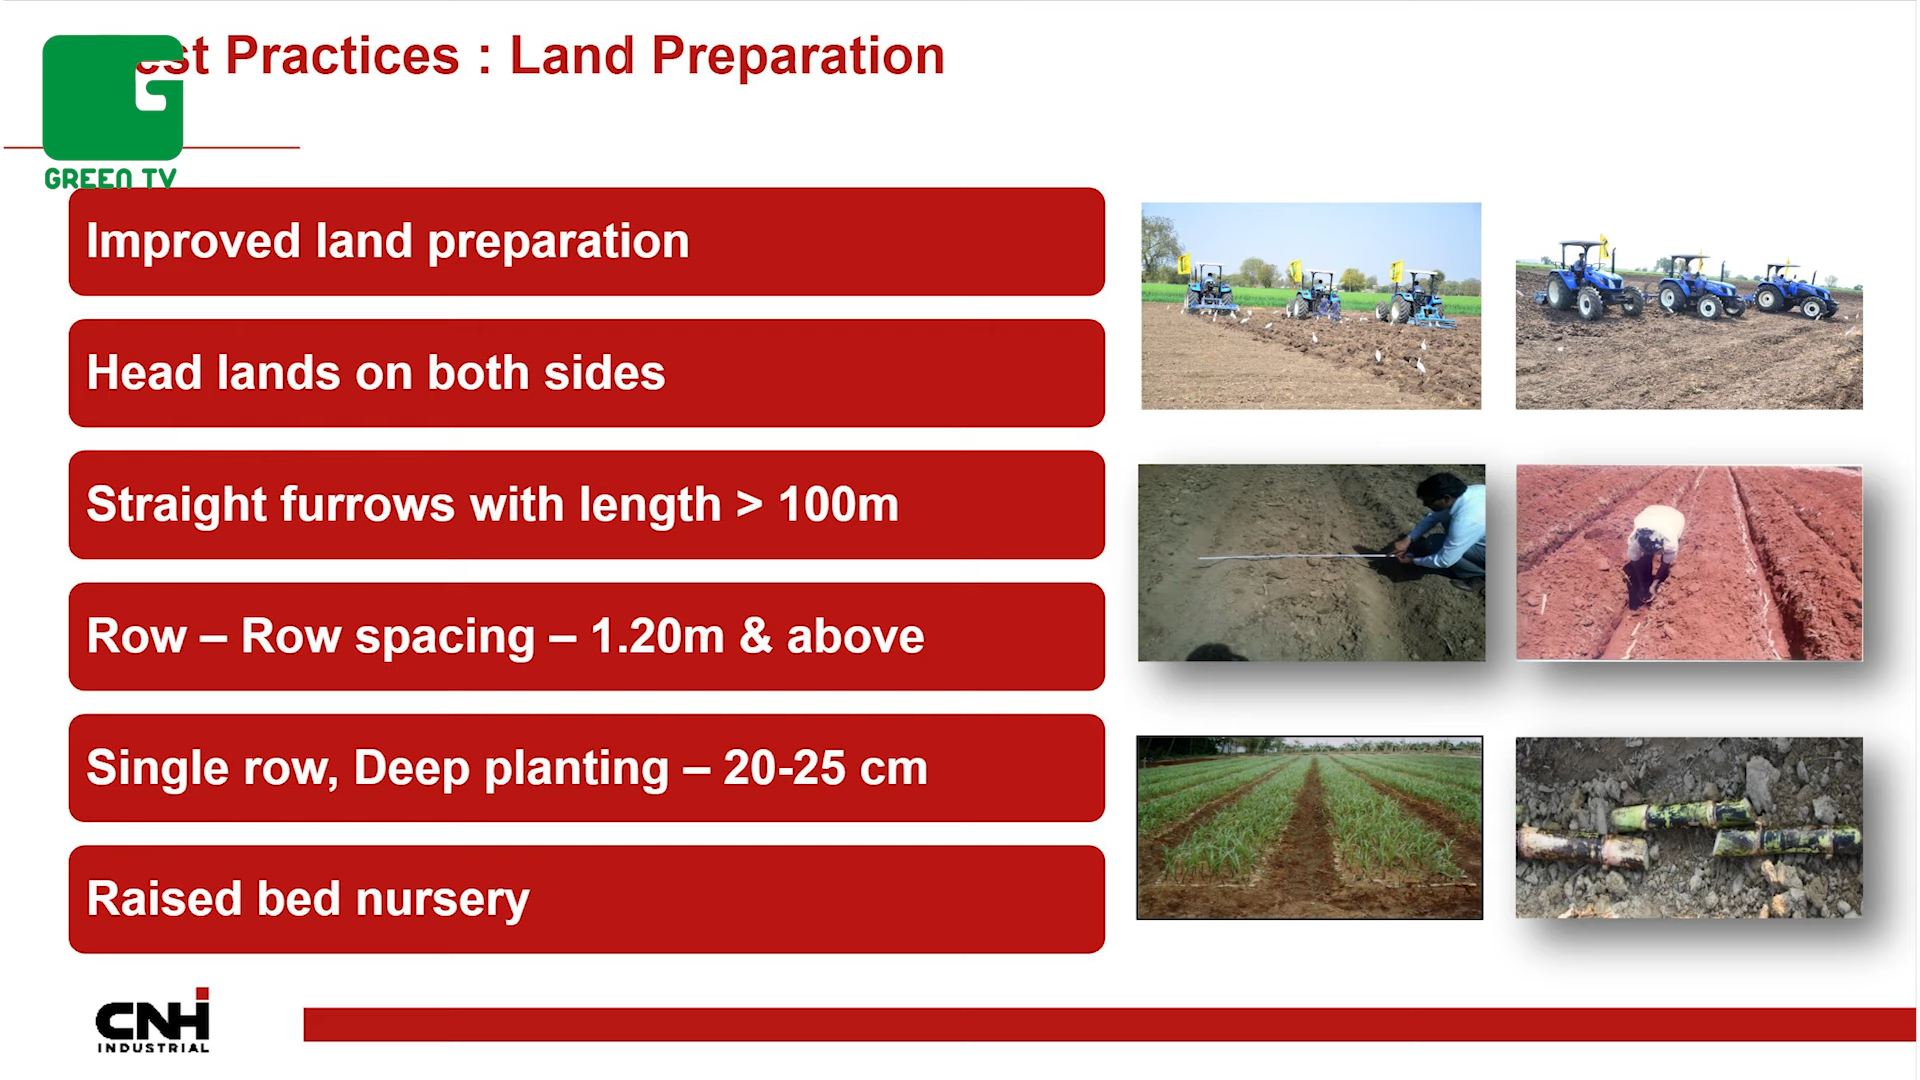 Practices : Land Preparation
GREEN TV
Improved land preparation
Head lands on both sides
Straight furrows with length > 100m
Row – Row spacing – 1.20m & above
Single row, Deep planting – 20-25 cm
Raised bed nursery
CNH
INDUSTRIAL